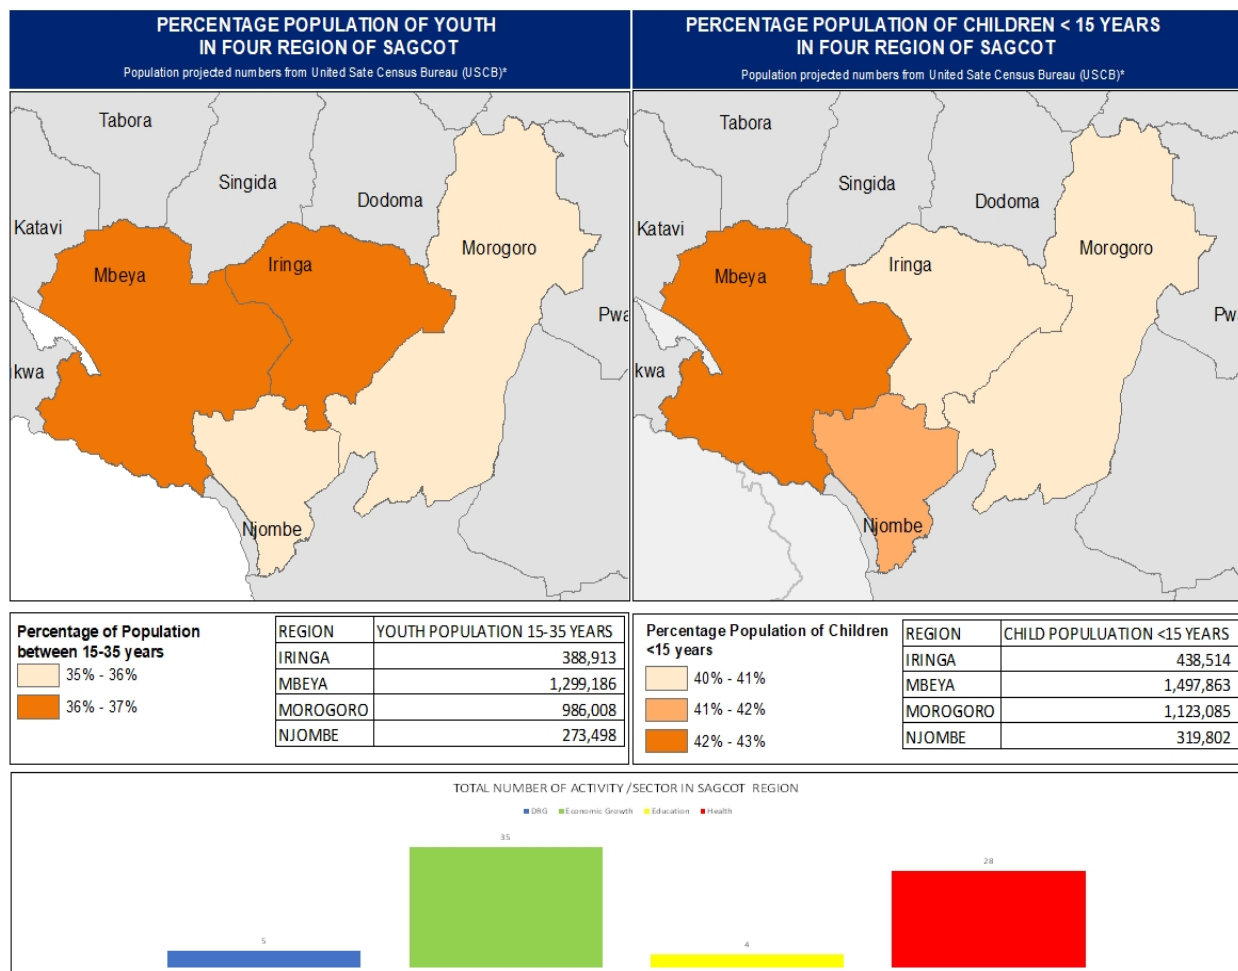 PERCENTAGE POPULATION OF YOUTH
IN FOUR REGION OF SAGCOT
Population projected numbers from United Sate Census Bureau (USCB)*
PERCENTAGE POPULATION OF CHILDREN < 15 YEARS
IN FOUR REGION OF SAGCOT
Population projected numbers from United Sate Census Bureau (USCB)*
Tabora
Singida
Dodoma
Katavi
Morogoro
Mbeya
Iringa
Pwa
kwa
Njombe
Tabora
Singida
Dodoma
Katavi
Morogoro
Iringa
Mbeya
Pw
kwa
Njombe
Percentage of Population
between 15-35 years
35% - 36%
36% - 37%
REGION YOUTH POPULATION 15-35 YEARS
IRINGA 388,913
MBEYA 1,299,186
MOROGORO 986,008
NJOMBE 273,498
Percentage Population of Children
<15 years
40% - 41%
41% - 42%
42% - 43%
REGION CHILD POPULUATION <15 YEARS
IRINGA 438,514
MBEYA 1,497,863
MOROGORO 1,123,085
NJOMBE 319,802
TOTAL NUMBER OF ACTIVITY /SECTOR IN SAGCOT REGION
DRG Economic Growth Education Health
5
35
4
28